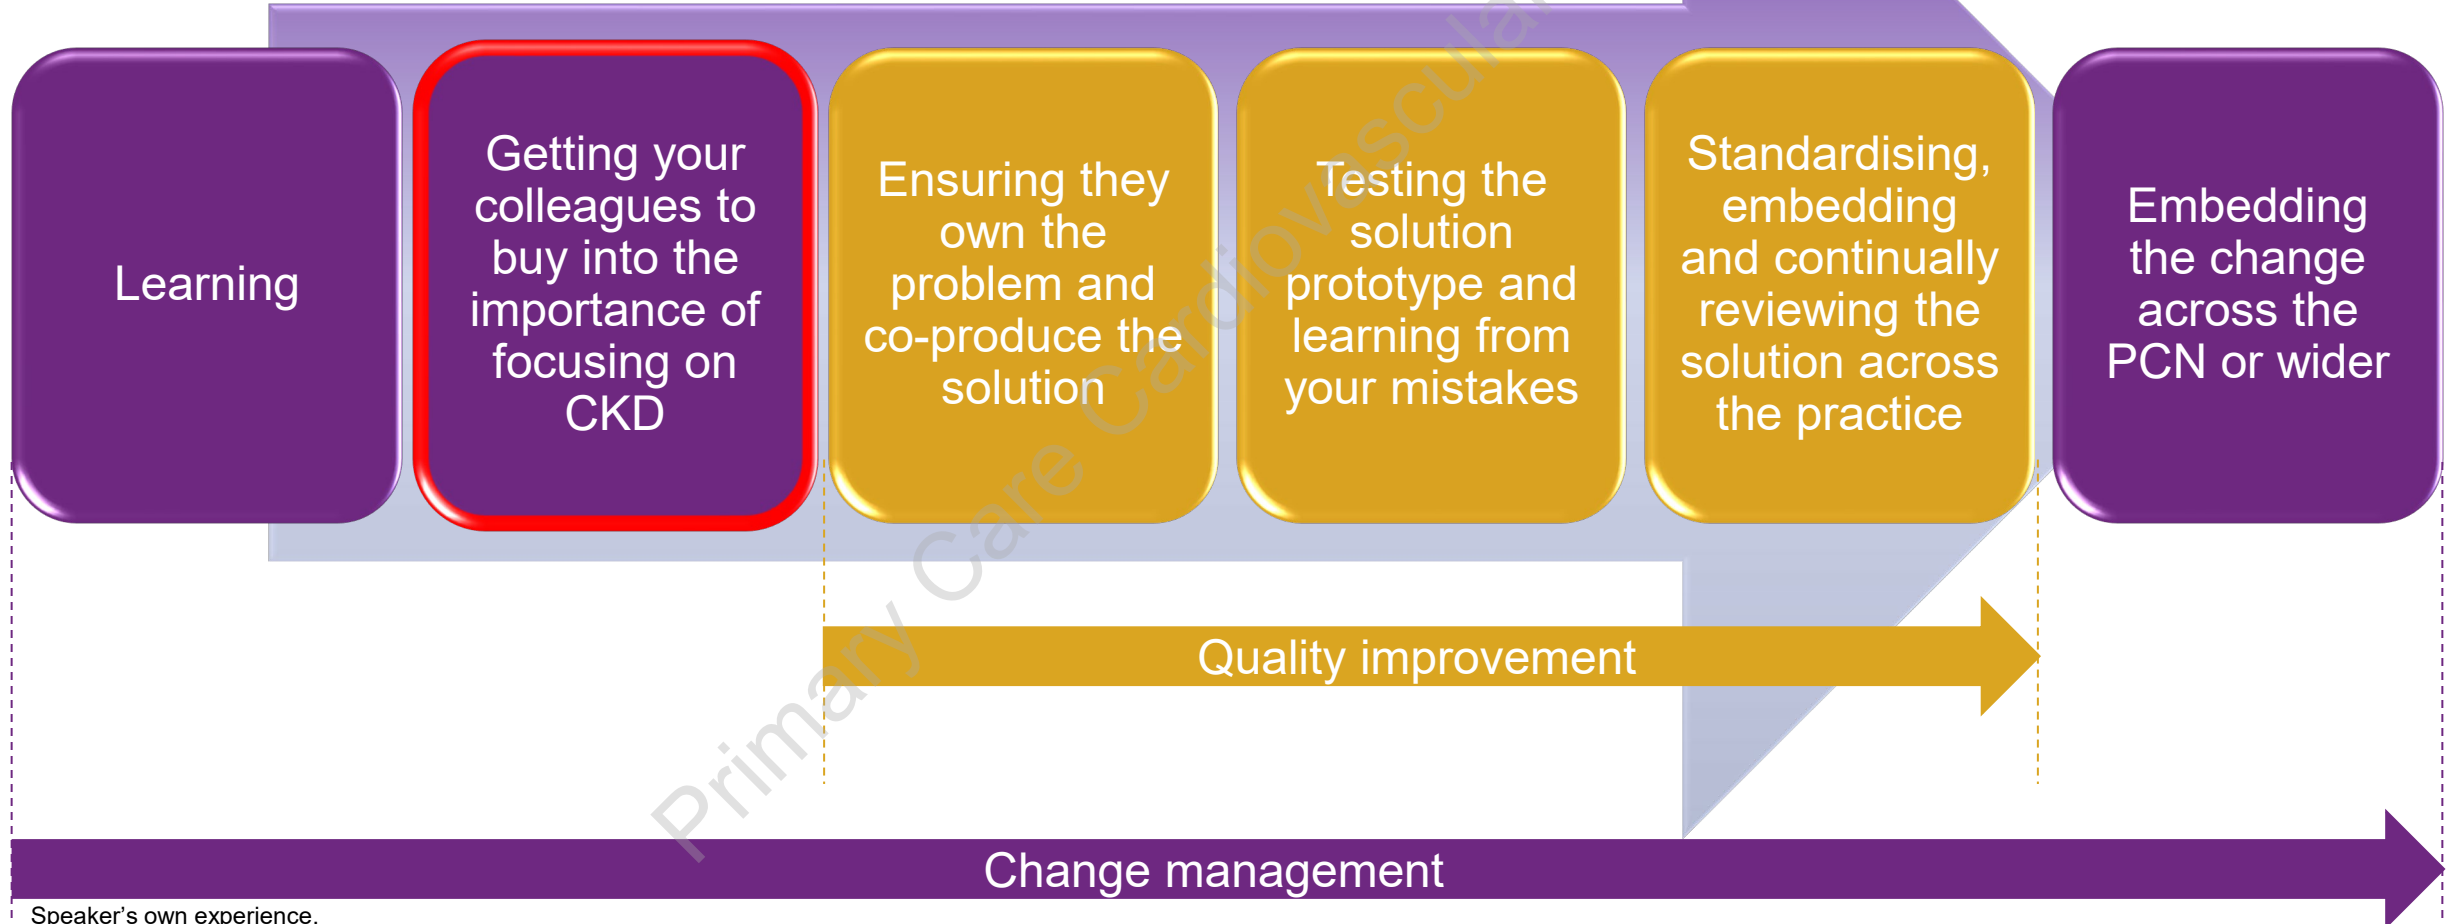 Learning
Getting your
colleagues to
buy into the
importance of
focusing on
CKD
Ensuring they
own the
problem and
co-produce the
solution
Testing the
solution
prototype and
learning from
your mistakes
Standardising,
embedding
and continually
reviewing the
solution across
the practice
Embedding
the change
across the
PCN or wider
Quality improvement
Change management
Speaker's own experience.
Primary Care Cardiovascular